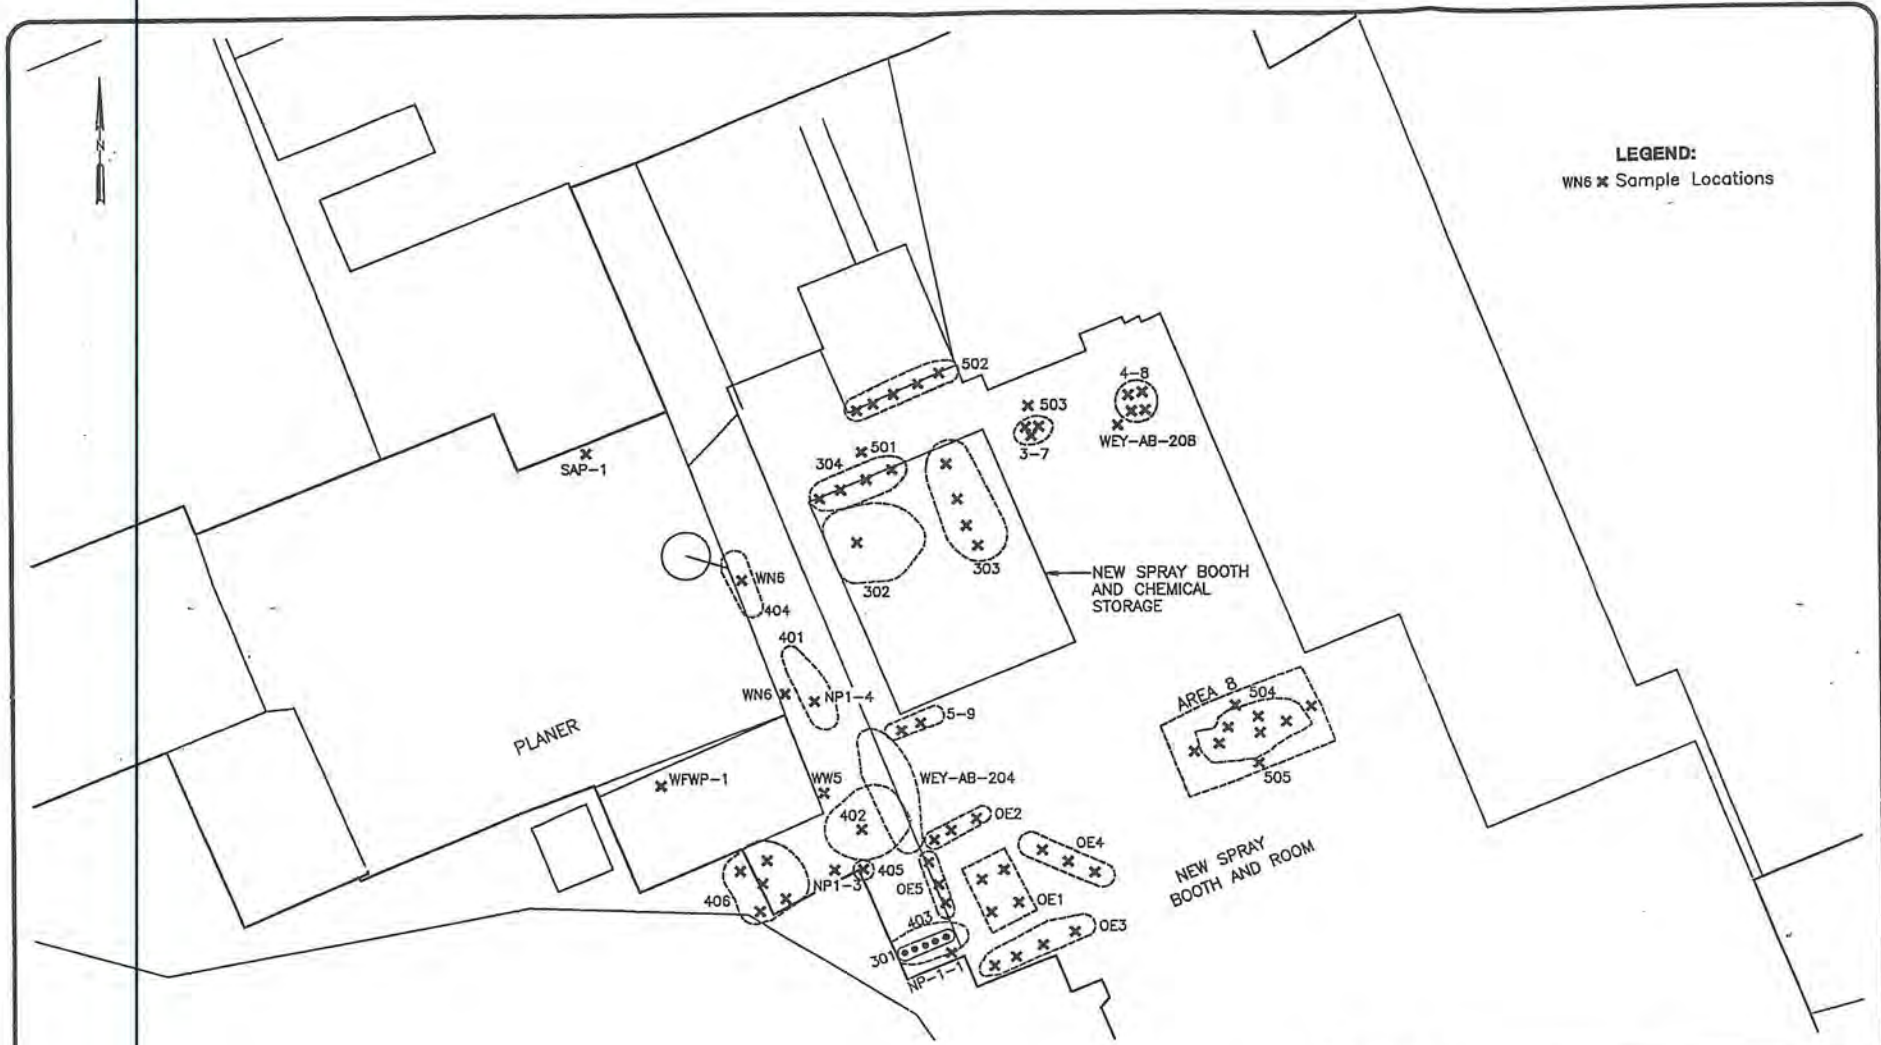 N
LEGEND:
WN6 × Sample Locations
502
4-8
503
WEY-AB-208
3-7
501
304
SAP-1
303
302
NEW SPRAY BOOTH
AND CHEMICAL
STORAGE
WN6
404
401
WN6
NP1-4
AREA 8
504
5-9
PLANER
WFWP-1
WW5
WEY-AB-204
505
402
OE2
OE4
NEW SPRAY
BOOTH AND ROOM
NP1-3
405
OE5
406
OE1
403
OE3
301
NP-1-1